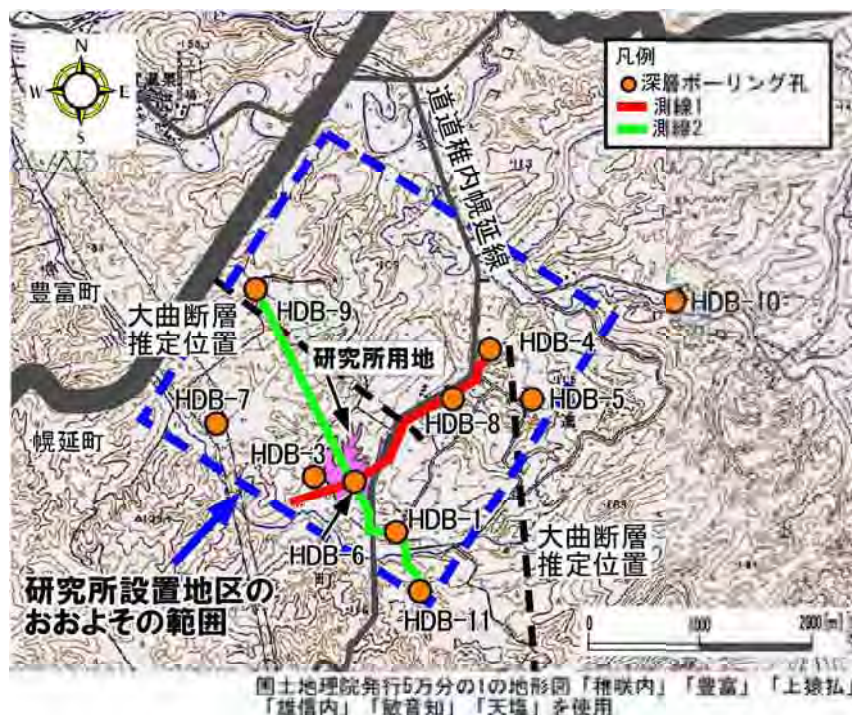 N
W E
S
凡例
深層ボーリング孔
測線1
測線2
道道稚内幌延線
豊富町
大曲断層
推定位置
HDB-9
HDB-10
研究所用地
HDB-4
HDB-7
HDB-8
HDB-5
幌延町
HDB-3
HDB-1
HDB-6
大曲断層
推定位置
研究所設置地区の
おおよその範囲
HDB-11
0 1000 2000 [m]
国土地理院発行5万分の1の地形図「稚咲内」「豊富」「上猿払」
「雄信内」「敏音知」「天塩」を使用